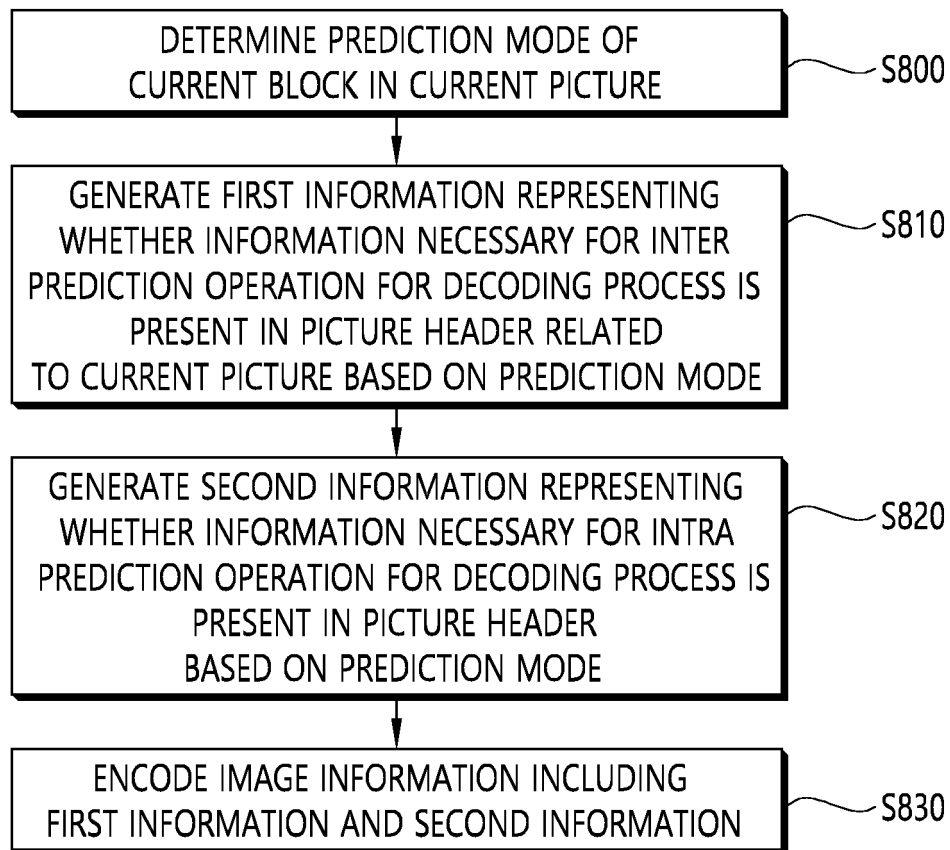 DETERMINE PREDICTION MODE OF
CURRENT BLOCK IN CURRENT PICTURE
S800
GENERATE FIRST INFORMATION REPRESENTING
WHETHER INFORMATION NECESSARY FOR INTER
PREDICTION OPERATION FOR DECODING PROCESS IS
PRESENT IN PICTURE HEADER RELATED
TO CURRENT PICTURE BASED ON PREDICTION MODE
S810
GENERATE SECOND INFORMATION REPRESENTING
WHETHER INFORMATION NECESSARY FOR INTRA
PREDICTION OPERATION FOR DECODING PROCESS IS
PRESENT IN PICTURE HEADER
BASED ON PREDICTION MODE
S820
ENCODE IMAGE INFORMATION INCLUDING
FIRST INFORMATION AND SECOND INFORMATION
S830